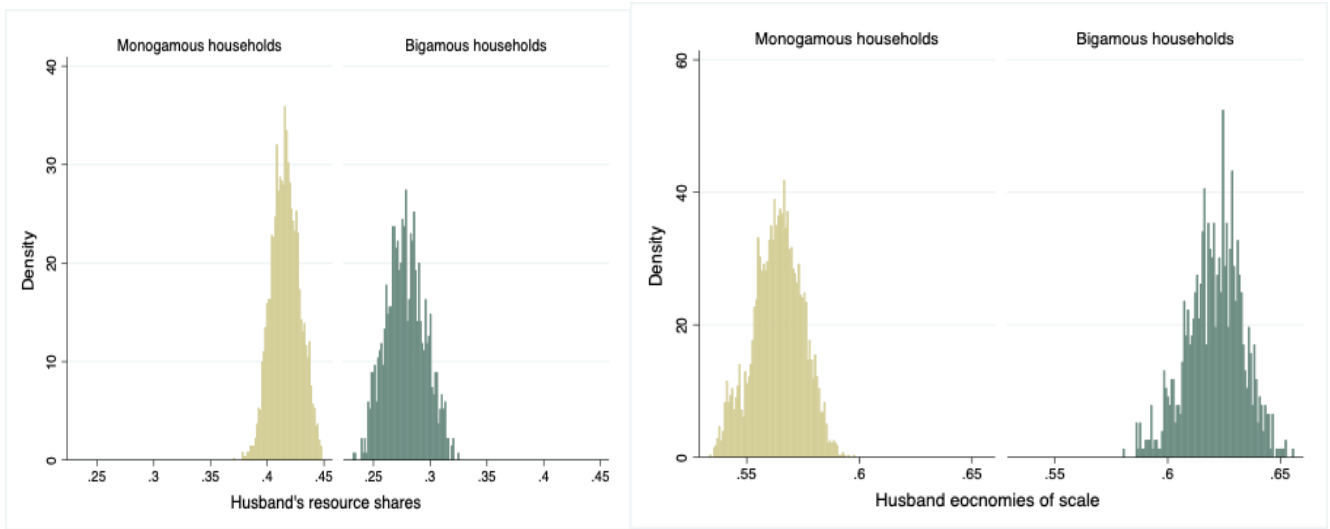 Monogamous households Bigamous households
40
30
20
10
0
Density
.25 .3 .35 .4 .45 .25 .3 .35 .4 .45
Husband's resource shares
Monogamous households Bigamous households
60
40
20
0
Density
.55 .6 .65 .55 .6 .65
Husband eocnomies of scale